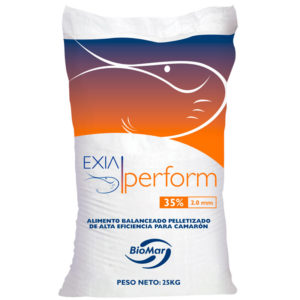 EXIA perform
35% 2.0 mm
ALIMENTO BALANCEADO PELLETIZADO
DE ALTA EFICIENCIA PARA CAMARÓN
BioMar
PESO NETO: 25KG